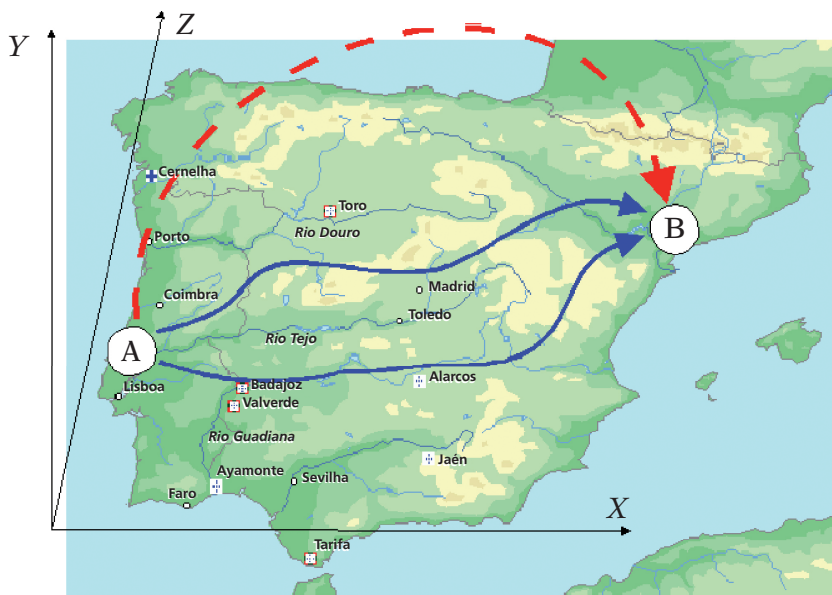 Y
Z
Cernelha
Toro
Rio Douro
Porto
B
Madrid
Coimbra
Toledo
Rio Tejo
A
Lisboa
Badajoz
Alarcos
Valverde
Rio Guadiana
Jaén
Ayamonte
Sevilha
Faro
X
Tarifa